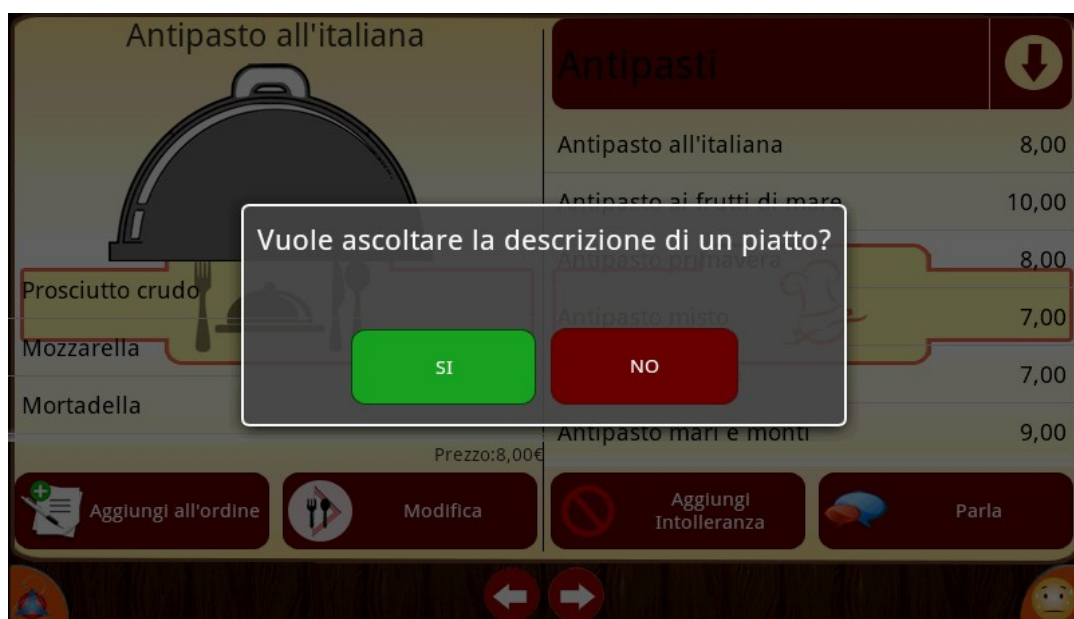 Antipasto all'italiana
Prosciutto crudo
Mozzarella
Mortadella
Prezzo:8,00€
Aggiungi all'ordine
Modifica
Antipasti
Antipasto all'italiana 8,00
Antipasto ai frutti di mare 10,00
Antipasto primavera 8,00
Antipasto misto 7,00
7,00
Antipasto mari e monti 9,00
Aggiungi
Intolleranza
Parla
Vuole ascoltare la descrizione di un piatto?
SI
NO